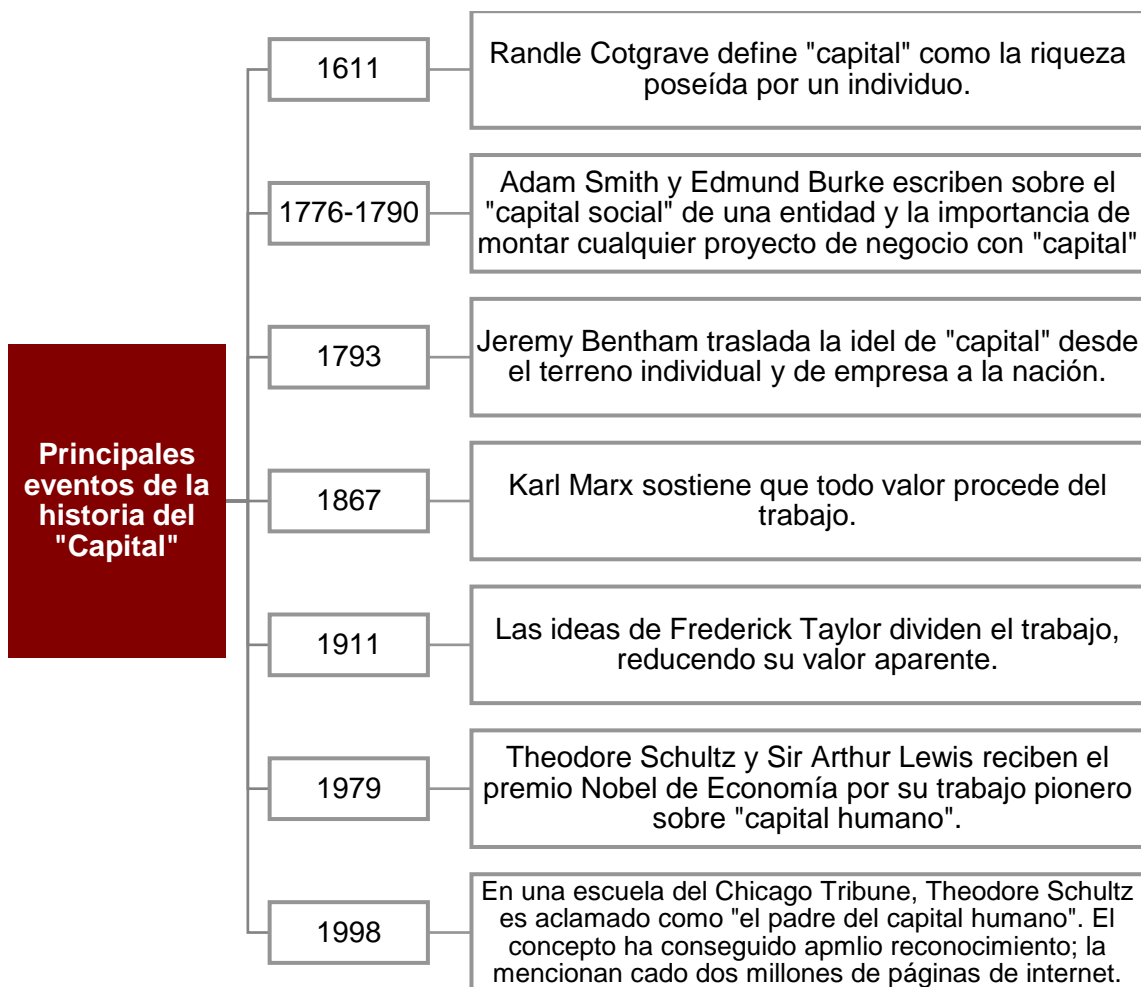 Principales
eventos de la
historia del
"Capital"
1611
Randle Cotgrave define "capital" como la riqueza
poseída por un individuo.
1776-1790
Adam Smith y Edmund Burke escriben sobre el
"capital social" de una entidad y la importancia de
montar cualquier proyecto de negocio con "capital"
1793
Jeremy Bentham traslada la idel de "capital" desde
el terreno individual y de empresa a la nación.
1867
Karl Marx sostiene que todo valor procede del
trabajo.
1911
Las ideas de Frederick Taylor dividen el trabajo,
reducendo su valor aparente.
1979
Theodore Schultz y Sir Arthur Lewis reciben el
premio Nobel de Economía por su trabajo pionero
sobre "capital humano".
1998
En una escuela del Chicago Tribune, Theodore Schultz
es aclamado como "el padre del capital humano". El
concepto ha conseguido apmlio reconocimiento; la
mencionan cado dos millones de páginas de internet.